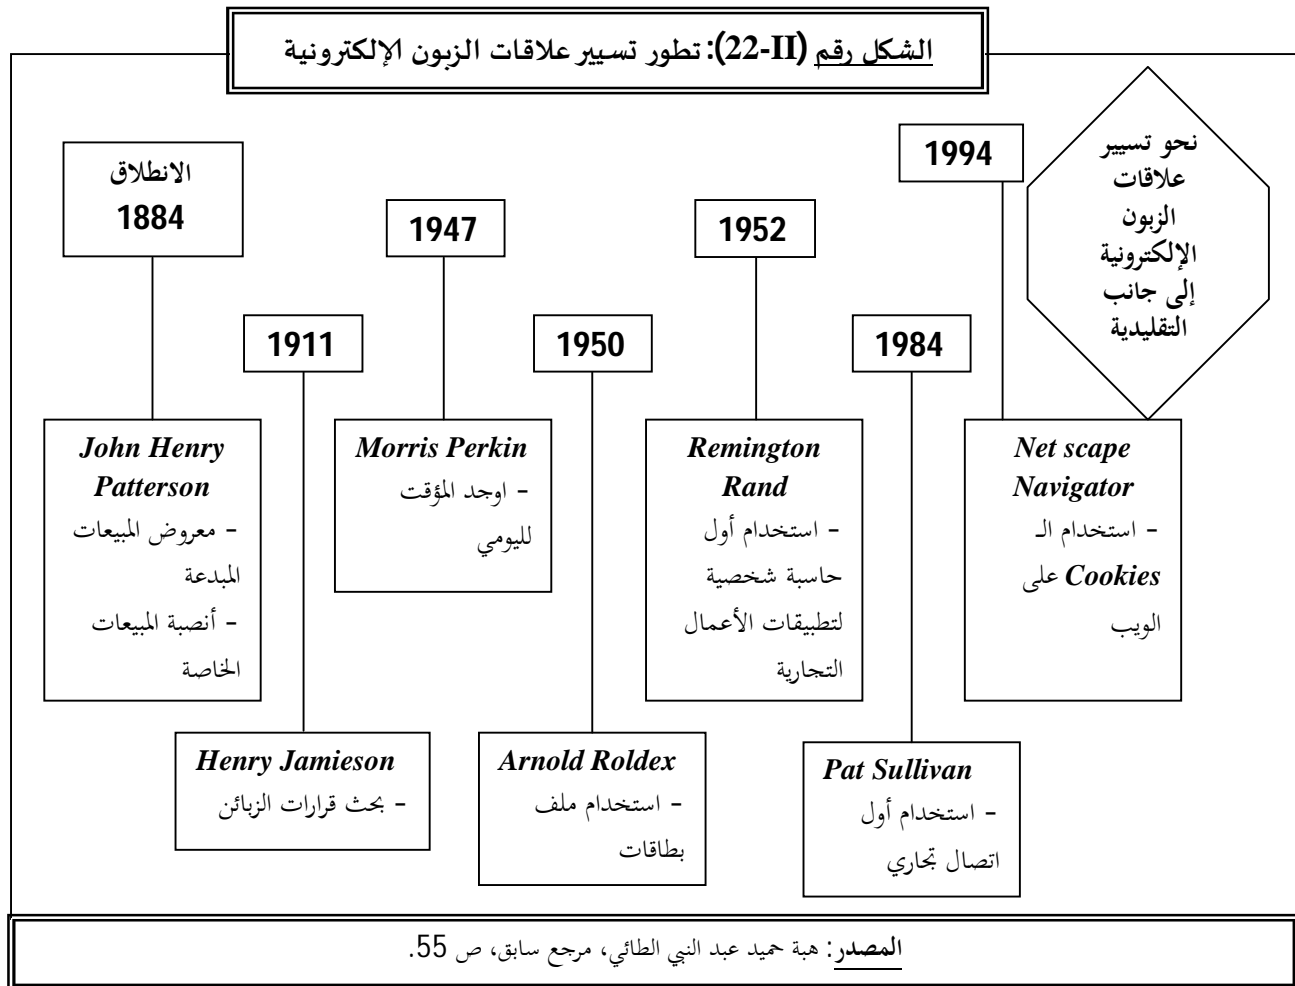 الشكل رقم (II-22): تطور تسيير علاقات الزبون الإلكترونية
الانطلاق
1884
John Henry
Patterson
- معروض المبيعات
المبدعة
- أنصبة المبيعات
الخاصة
1911
Henry Jamieson
- بحث قرارات الزبائن
1947
Morris Perkin
- اوجد المؤقت
لليومي
1950
Arnold Roldex
- استخدام ملف
بطاقات
1952
Remington
Rand
- استخدام أول
حاسبة شخصية
لتطبيقات الأعمال
التجارية
1984
Pat Sullivan
- استخدام أول
اتصال تجاري
1994
Net scape
Navigator
- استخدام الـ
Cookies على
الويب
نحو تسيير
علاقات
الزبون
الإلكترونية
إلى جانب
التقليدية
المصدر: هبة حميد عبد النبي الطائي، مرجع سابق، ص 55.